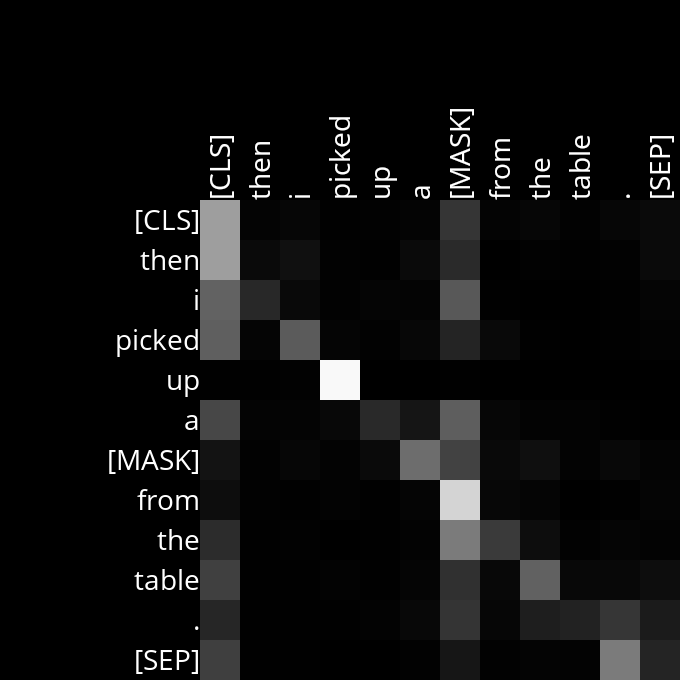 [CLS] then i picked up a [MASK] from the table . [SEP]
[CLS]
then
i
picked
up
a
[MASK]
from
the
table
.
[SEP]